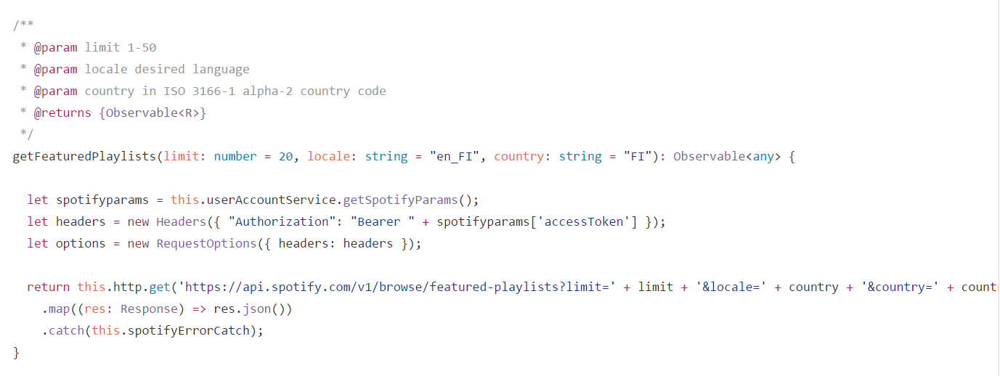 /**
 * @param limit 1-50
 * @param locale desired language
 * @param country in ISO 3166-1 alpha-2 country code
 * @returns {Observable<R>}
 */
getFeaturedPlaylists(limit: number = 20, locale: string = "en_FI", country: string = "FI"): Observable<any> {
  let spotifyparams = this.userAccountService.getSpotifyParams();
  let headers = new Headers({ "Authorization": "Bearer " + spotifyparams['accessToken'] });
  let options = new RequestOptions({ headers: headers });
  return this.http.get('https://api.spotify.com/v1/browse/featured-playlists?limit=' + limit + '&locale=' + country + '&country=' + 
    .map((res: Response) => res.json())
    .catch(this.spotifyErrorCatch);
}